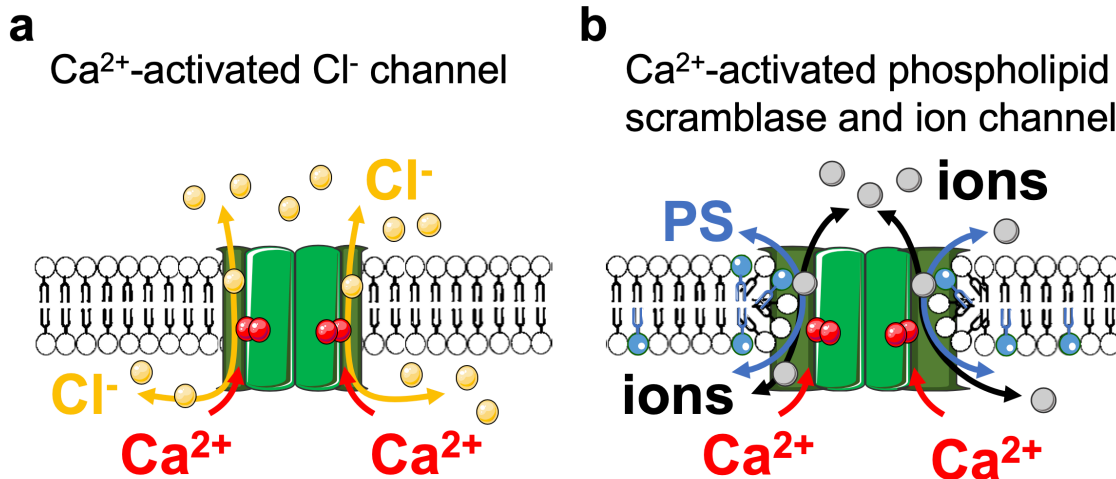 a
Ca²⁺-activated Cl⁻ channel
Cl⁻
Cl⁻
Ca²⁺
Ca²⁺
b
Ca²⁺-activated phospholipid
scramblase and ion channel
ions
PS
ions
Ca²⁺
Ca²⁺